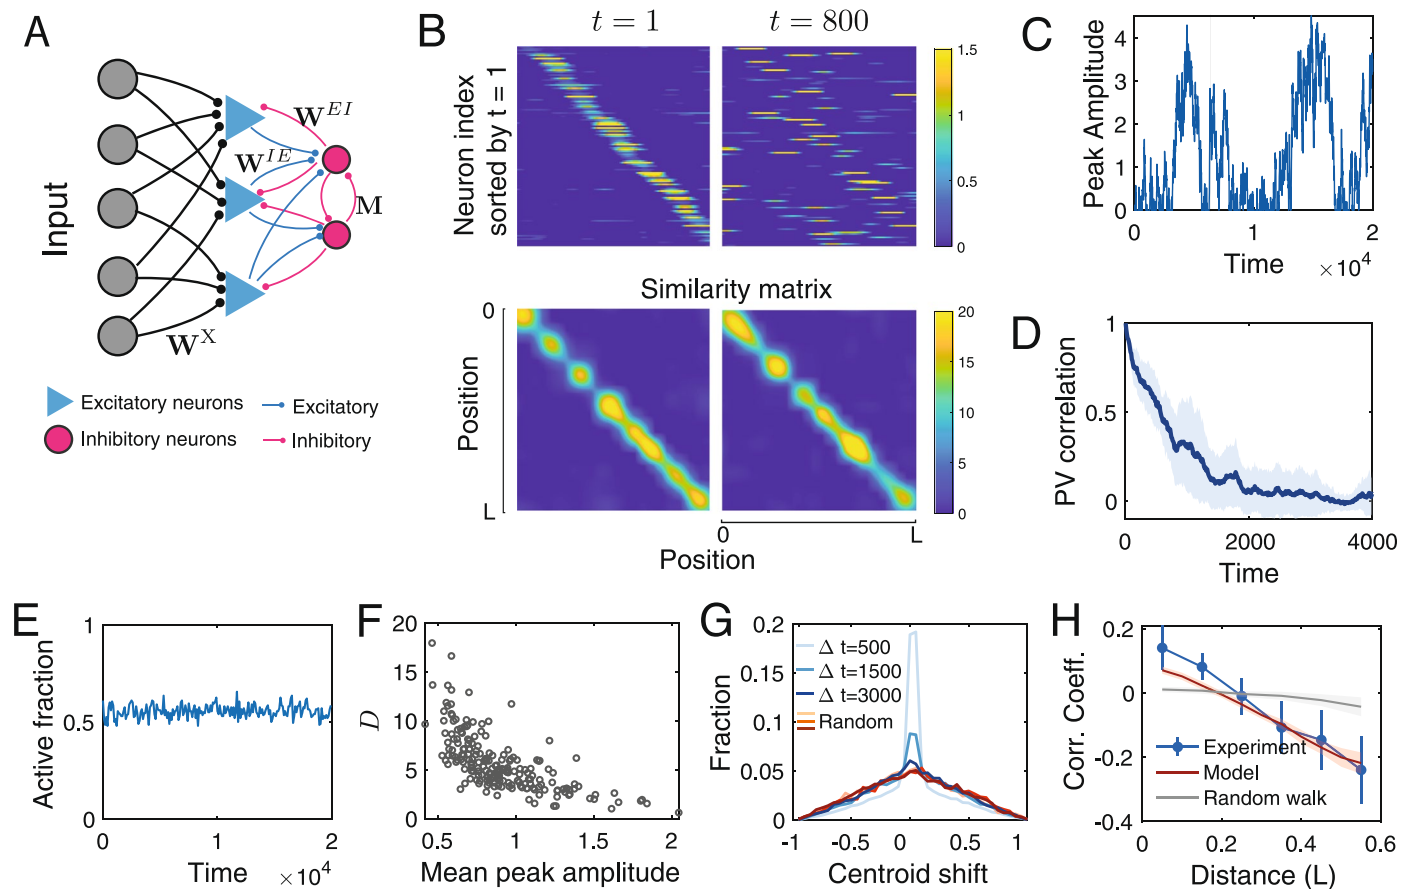 A
Input
W^X
W^{IE}
W^{EI}
M
Excitatory neurons
Excitatory
Inhibitory neurons
Inhibitory
B
t = 1
t = 800
Neuron index
sorted by t = 1
1.5
1
0.5
0
Similarity matrix
0
Position
L
20
15
10
5
0
0
L
Position
C
Peak Amplitude
4
3
2
1
0
0
1
2
Time
×10^4
D
PV correlation
1
0.5
0
0
2000
4000
Time
E
Active fraction
1
0.5
0
0
1
2
Time
×10^4
F
D
20
15
10
5
0
0.5
1
1.5
2
Mean peak amplitude
G
Fraction
0.2
0.15
0.1
0.05
0
Δ t=500
Δ t=1500
Δ t=3000
Random
-1
-0.5
0
0.5
1
Centroid shift
H
Corr. Coeff.
0.2
0
-0.2
-0.4
Experiment
Model
Random walk
0
0.2
0.4
0.6
Distance (L)